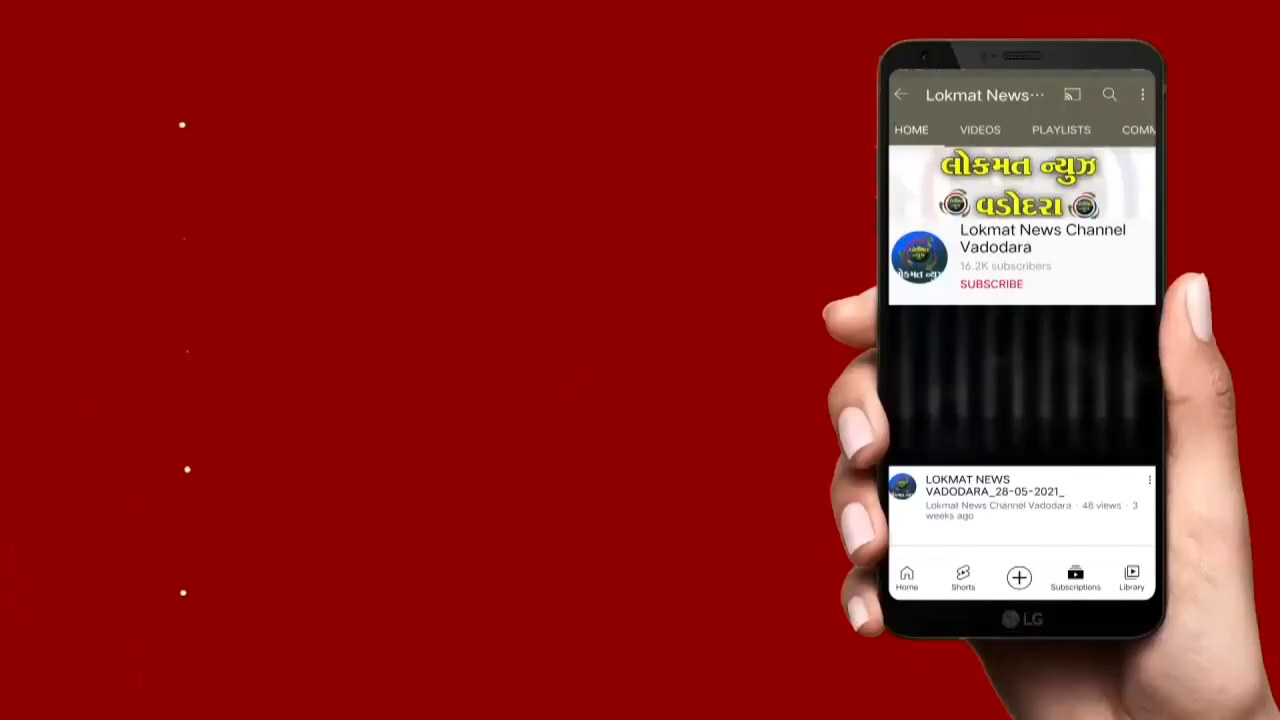 Lokmat News...
HOME VIDEOS PLAYLISTS COMM
લોકમત ન્યુઝ
વડોદરા
Lokmat News Channel
Vadodara
16.2K subscribers
SUBSCRIBE
LOKMAT NEWS
VADODARA_28-05-2021_
Lokmat News Channel Vadodara · 48 views · 3
weeks ago
Home Shorts Subscriptions Library
LG